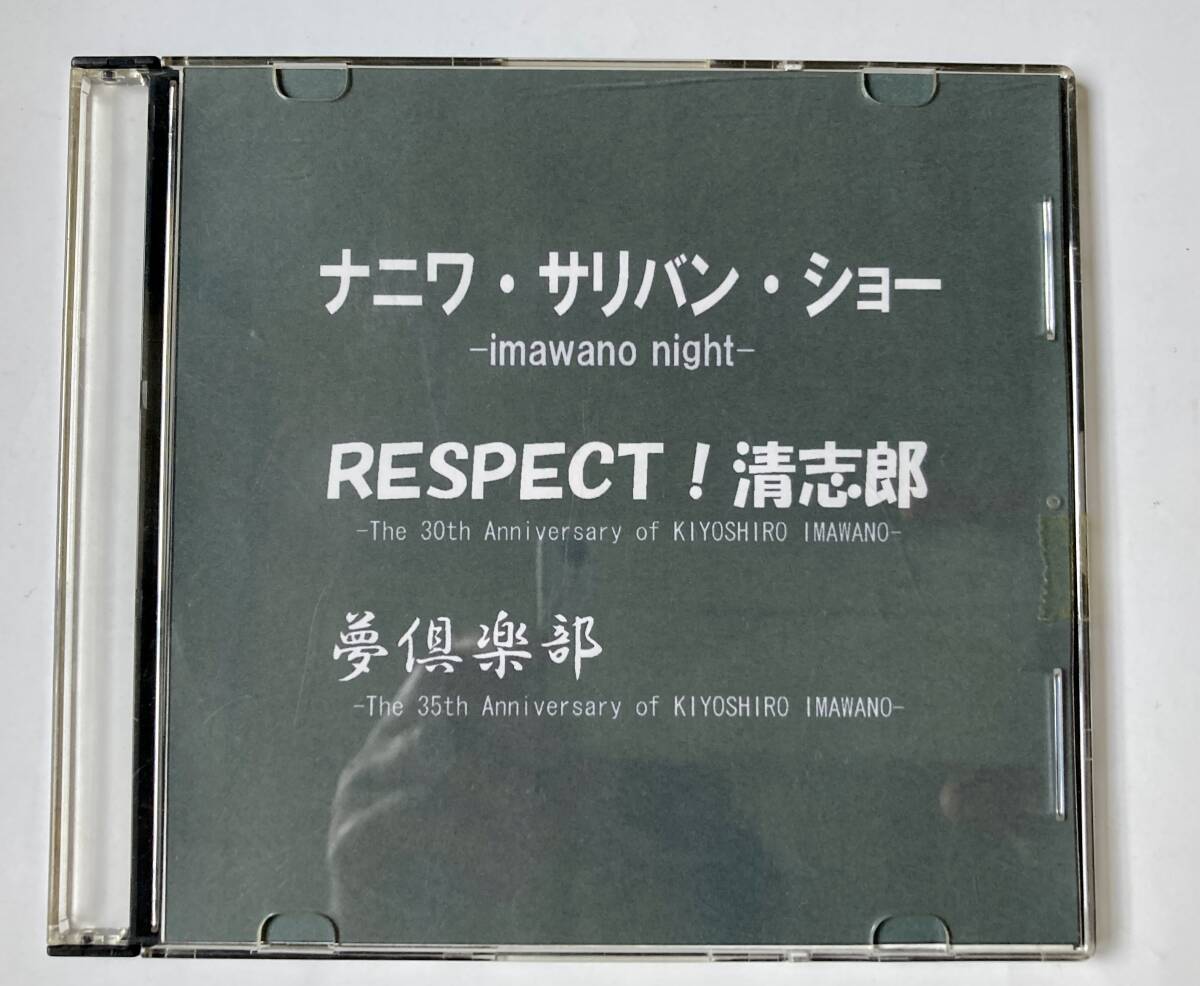 ナニワ・サリバン・ショー
-imawano night-
RESPECT！清志郎
-The 30th Anniversary of KIYOSHIRO IMAWANO-
夢倶楽部
-The 35th Anniversary of KIYOSHIRO IMAWANO-